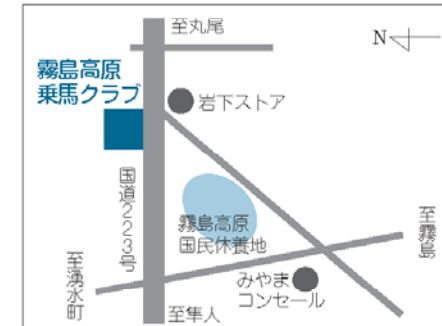 至丸尾
N
霧島高原
乗馬クラブ
岩下ストア
国道223号
霧島高原
国民休養地
至霧島
至湧水町
みやま
コンセール
至隼人